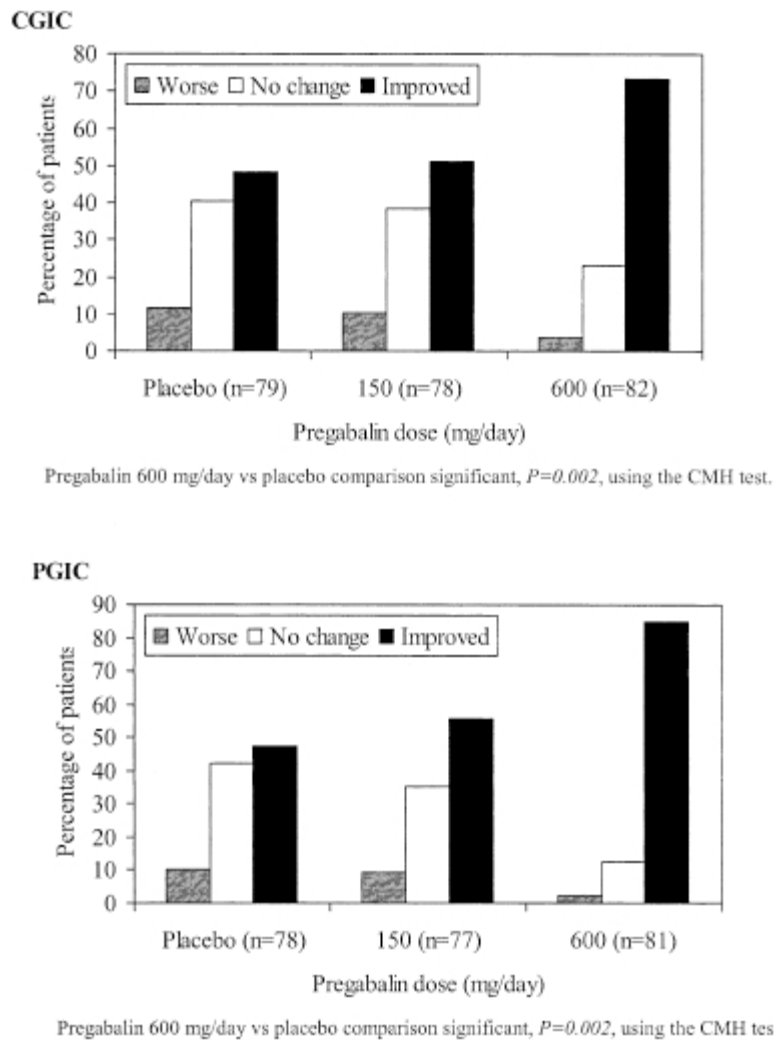 CGIC
80
70
60
50
40
30
20
10
0
Percentage of patients
Worse No change Improved
Placebo (n=79) 150 (n=78) 600 (n=82)
Pregabalin dose (mg/day)
Pregabalin 600 mg/day vs placebo comparison significant, P=0.002, using the CMH test.
PGIC
90
80
70
60
50
40
30
20
10
0
Percentage of patients
Worse No change Improved
Placebo (n=78) 150 (n=77) 600 (n=81)
Pregabalin dose (mg/day)
Pregabalin 600 mg/day vs placebo comparison significant, P=0.002, using the CMH tes